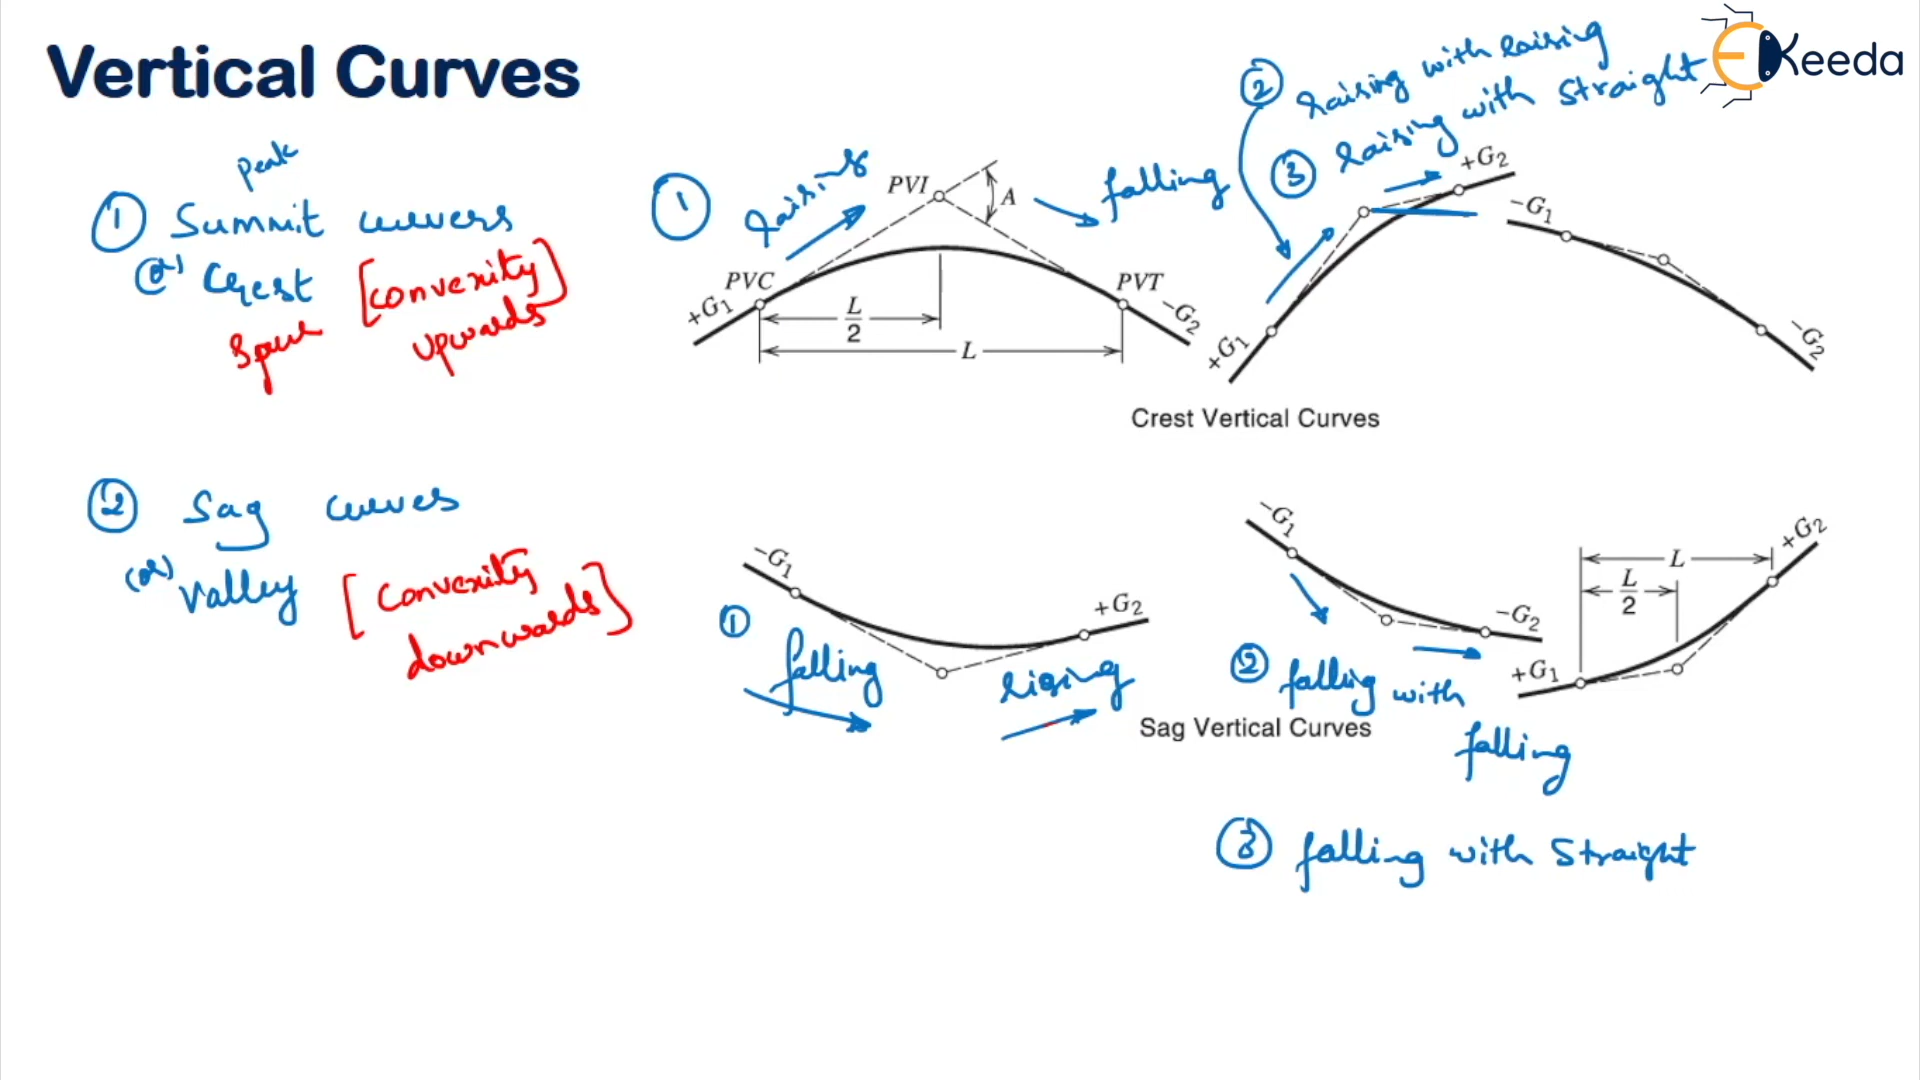 Vertical Curves
EKeeda
Peak
① Summit curvers
(or) Crest [convexity
upwards]
Spur
② Sag curves
(or) Valley [Convexity
downwards]
② Raising with Raising
③ Raising with Straight
① Raising
falling
PVI
A
PVC
PVT
+G1
-G2
L/2
L
+G1
+G2
-G1
-G2
Crest Vertical Curves
-G1
+G2
① falling
rising
-G1
-G2
② falling with
falling
+G1
+G2
L
L/2
Sag Vertical Curves
③ falling with Straight